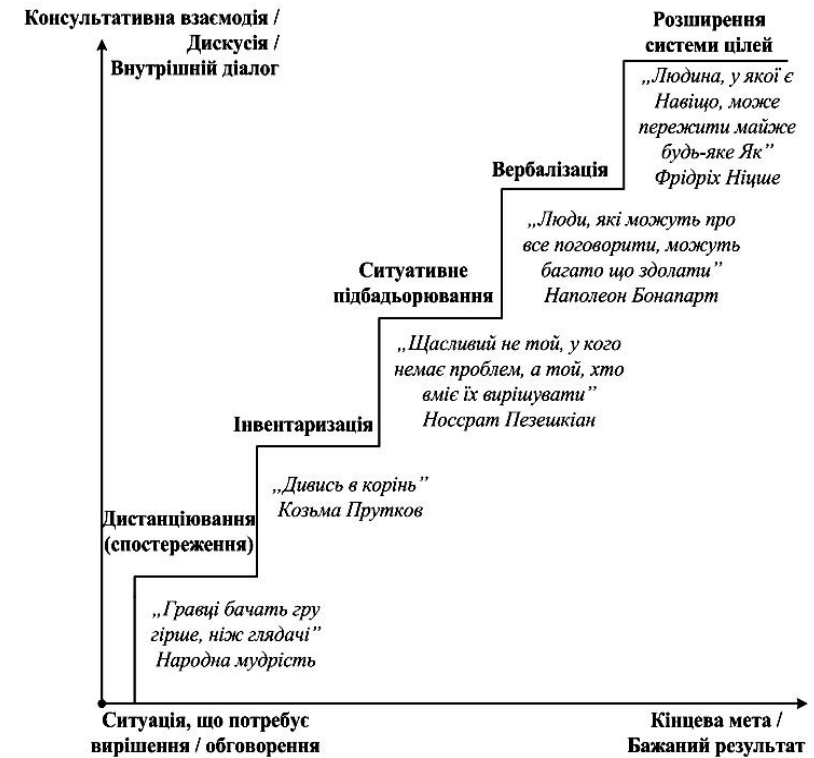 Консультативна взаємодія /
Дискусія /
Внутрішній діалог
Розширення
системи цілей
„Людина, у якої є
Навіщо, може
пережити майже
будь-яке Як”
Фрідріх Ніцше
Вербалізація
„Люди, які можуть про
все поговорити, можуть
багато що здолати”
Наполеон Бонапарт
Ситуативне
підбадьорювання
„Щасливий не той, у кого
немає проблем, а той, хто
вміє їх вирішувати”
Носсрат Пезешкіан
Інвентаризація
„Дивись в корінь”
Козьма Прутков
Дистанціювання
(спостереження)
„Гравці бачать гру
гірше, ніж глядачі”
Народна мудрість
Ситуація, що потребує
вирішення / обговорення
Кінцева мета /
Бажаний результат